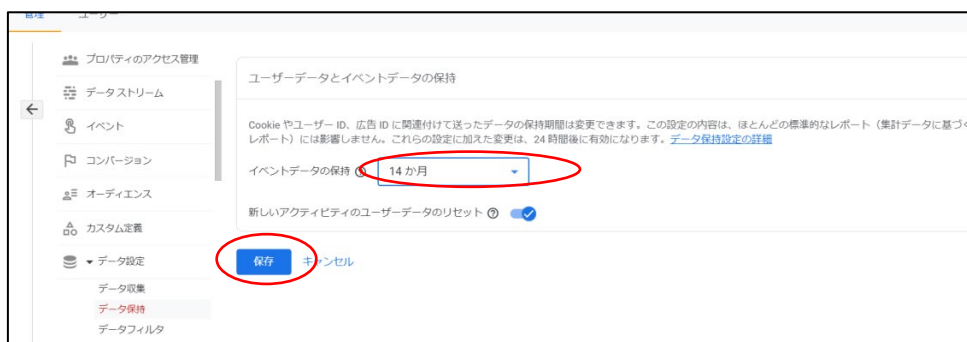 管理 ユーザー
プロパティのアクセス管理
データストリーム
イベント
コンバージョン
オーディエンス
カスタム定義
データ設定
データ収集
データ保持
データフィルタ
ユーザーデータとイベントデータの保持
Cookie やユーザー ID、広告 ID に関連付けて送ったデータの保持期間は変更できます。この設定の内容は、ほとんどの標準的なレポート（集計データに基づく
レポート）には影響しません。これらの設定に加えた変更は、24 時間後に有効になります。データ保持設定の詳細
イベントデータの保持 14 か月
新しいアクティビティのユーザーデータのリセット
保存 キャンセル